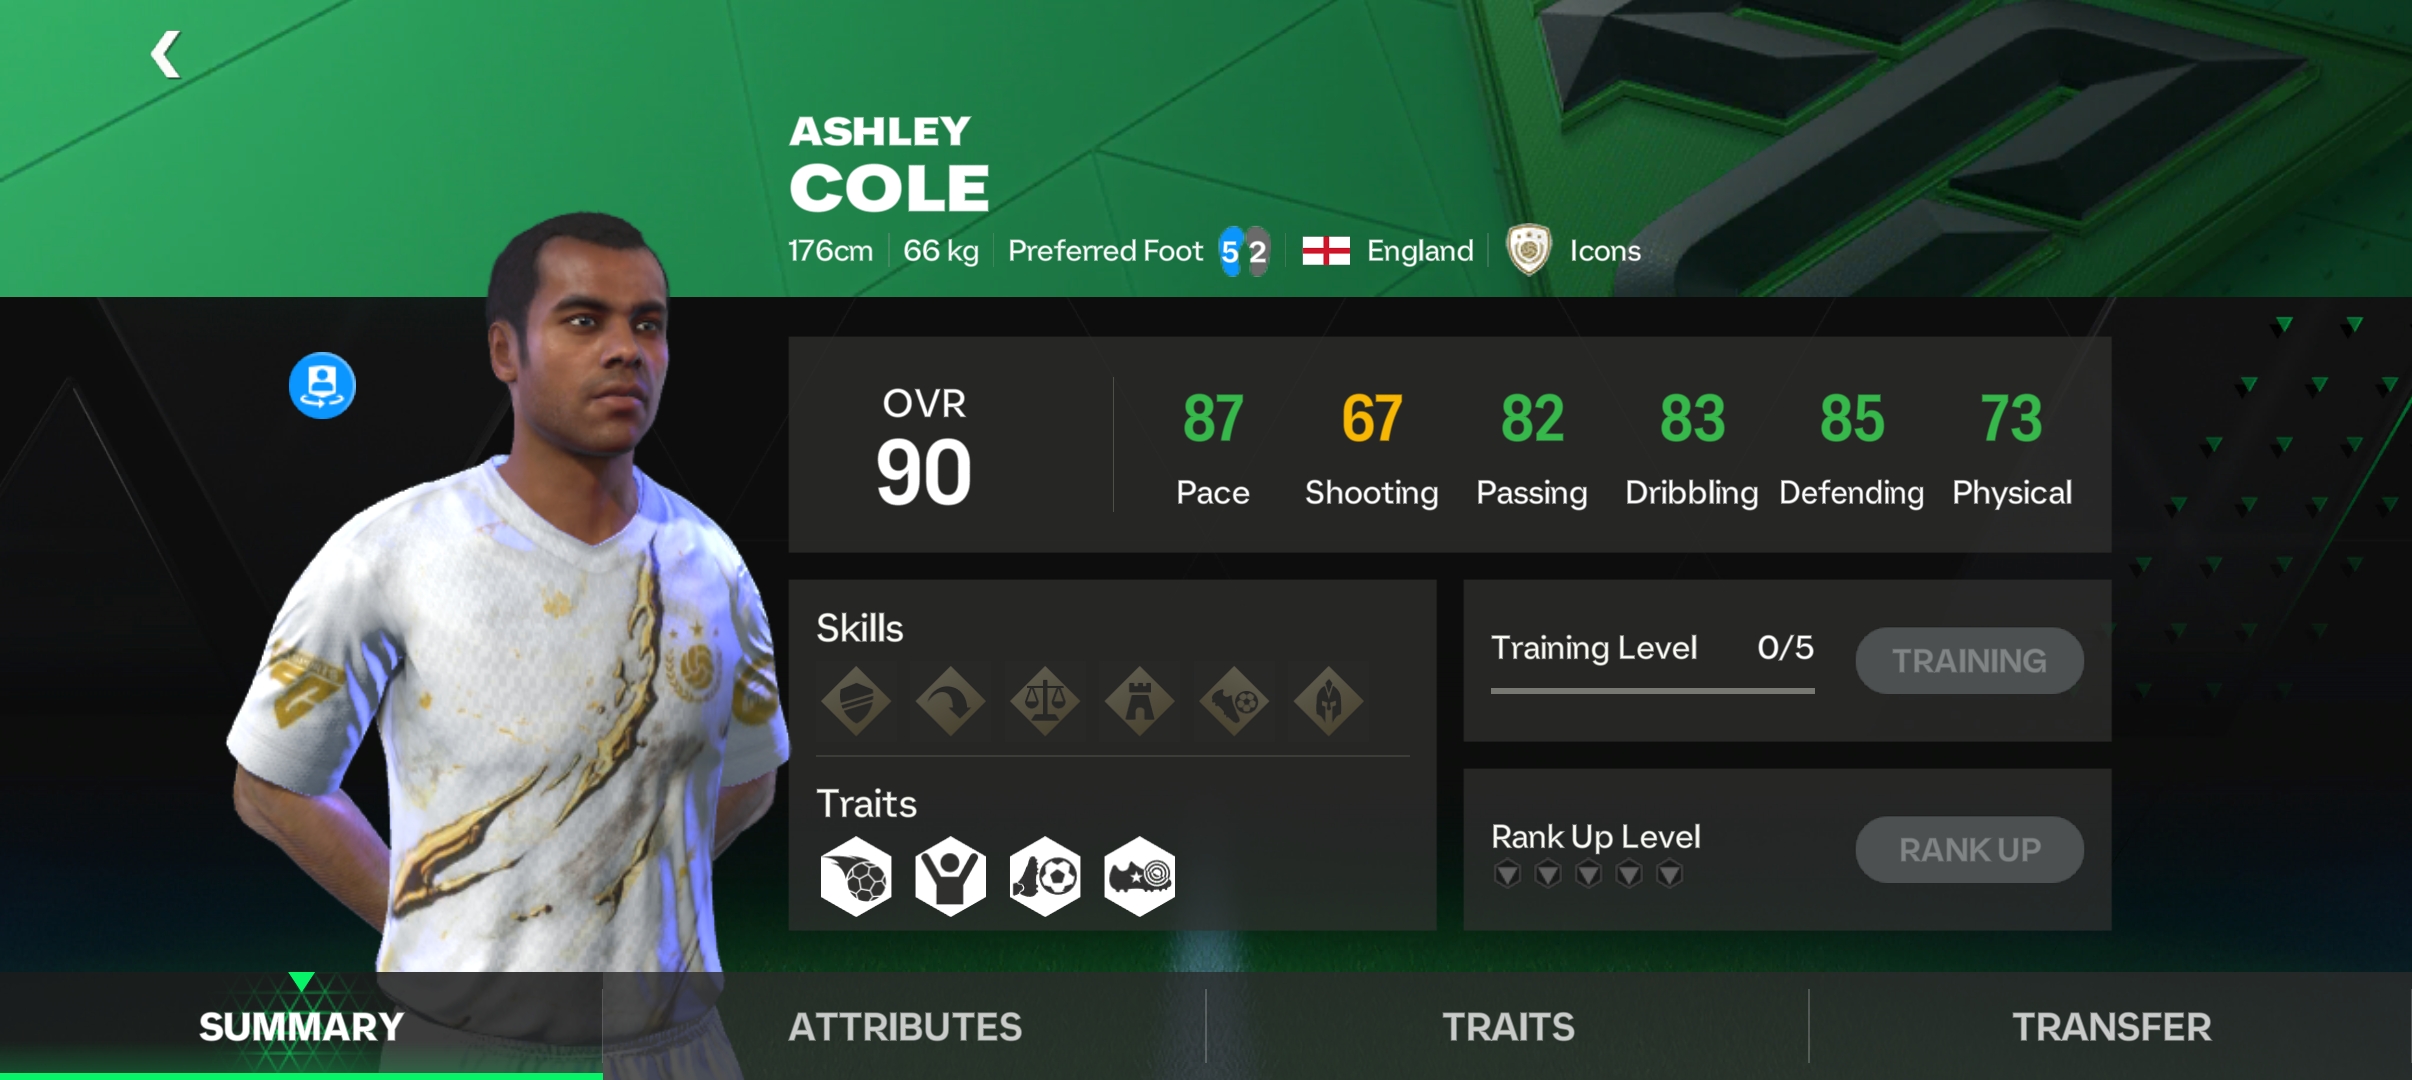 ASHLEY
COLE
176cm 66 kg Preferred Foot 5 2 England Icons
OVR
90
87 67 82 83 85 73
Pace Shooting Passing Dribbling Defending Physical
Skills
Training Level 0/5 TRAINING
Traits
Rank Up Level RANK UP
SUMMARY ATTRIBUTES TRAITS TRANSFER